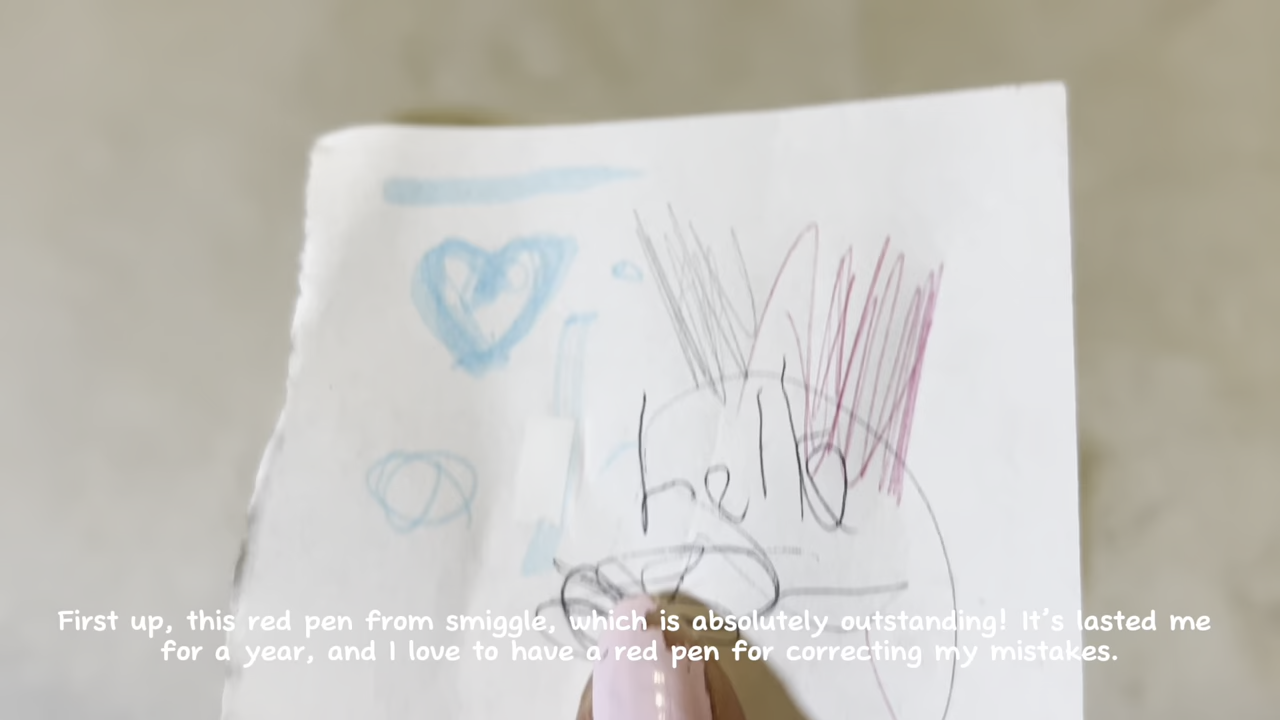 hello
First up, this red pen from smiggle, which is absolutely outstanding! It's lasted me
for a year, and I love to have a red pen for correcting my mistakes.